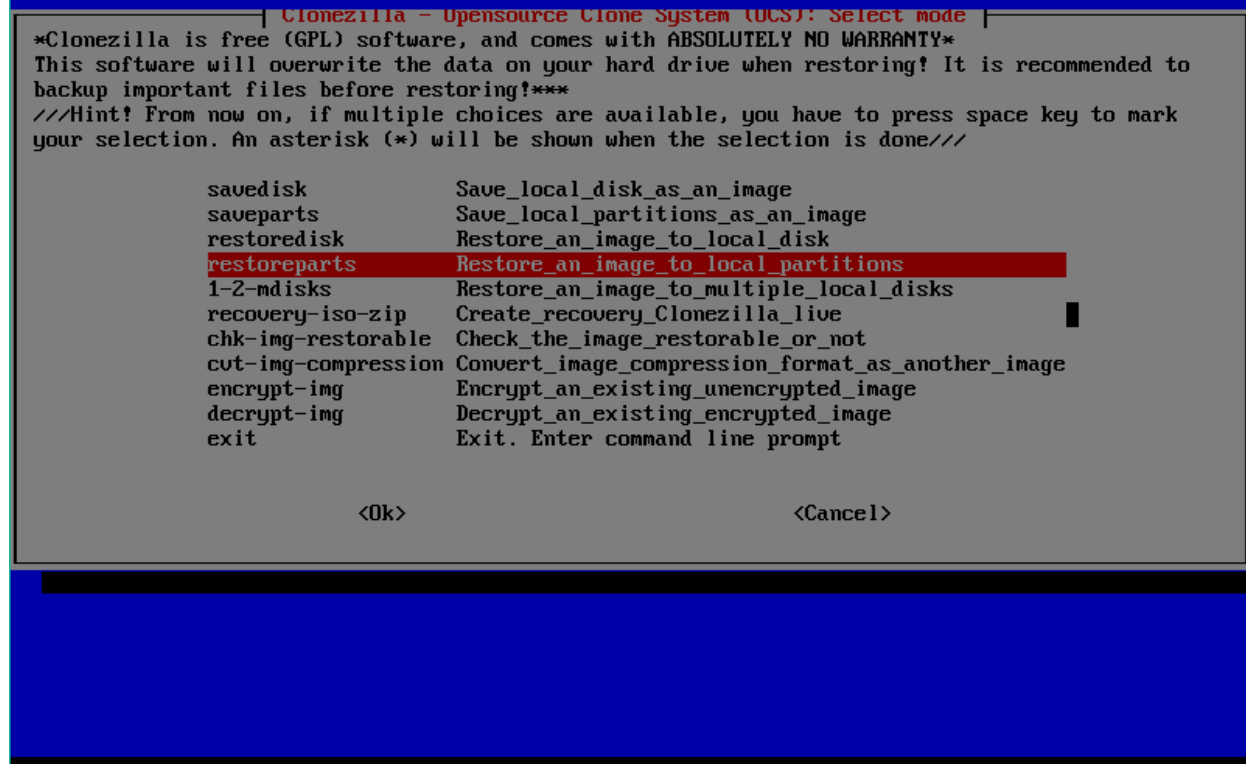 Clonezilla - Opensource Clone System (OCS): Select mode
*Clonezilla is free (GPL) software, and comes with ABSOLUTELY NO WARRANTY*
This software will overwrite the data on your hard drive when restoring! It is recommended to
backup important files before restoring!***
///Hint! From now on, if multiple choices are available, you have to press space key to mark
your selection. An asterisk (*) will be shown when the selection is done///
savedisk Save_local_disk_as_an_image
saveparts Save_local_partitions_as_an_image
restoredisk Restore_an_image_to_local_disk
restoreparts Restore_an_image_to_local_partitions
1-2-mdisks Restore_an_image_to_multiple_local_disks
recovery-iso-zip Create_recovery_Clonezilla_live
chk-img-restorable Check_the_image_restorable_or_not
cvt-img-compression Convert_image_compression_format_as_another_image
encrypt-img Encrypt_an_existing_unencrypted_image
decrypt-img Decrypt_an_existing_encrypted_image
exit Exit. Enter command line prompt
<Ok> <Cancel>